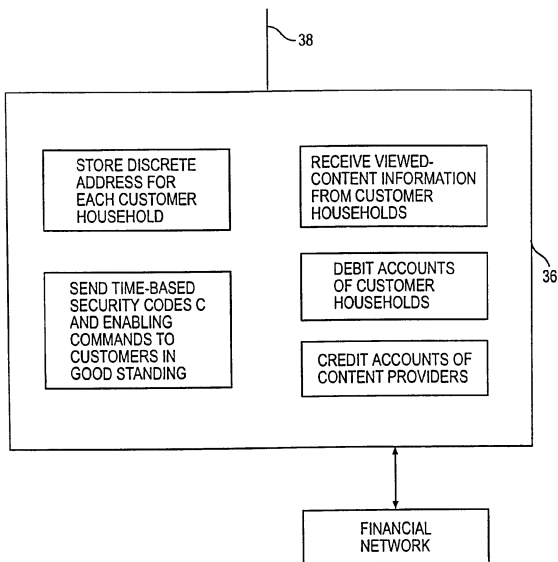 38
STORE DISCRETE
ADDRESS FOR
EACH CUSTOMER
HOUSEHOLD
RECEIVE VIEWED-
CONTENT INFORMATION
FROM CUSTOMER
HOUSEHOLDS
36
SEND TIME-BASED
SECURITY CODES C
AND ENABLING
COMMANDS TO
CUSTOMERS IN
GOOD STANDING
DEBIT ACCOUNTS
OF CUSTOMER
HOUSEHOLDS
CREDIT ACCOUNTS OF
CONTENT PROVIDERS
FINANCIAL
NETWORK